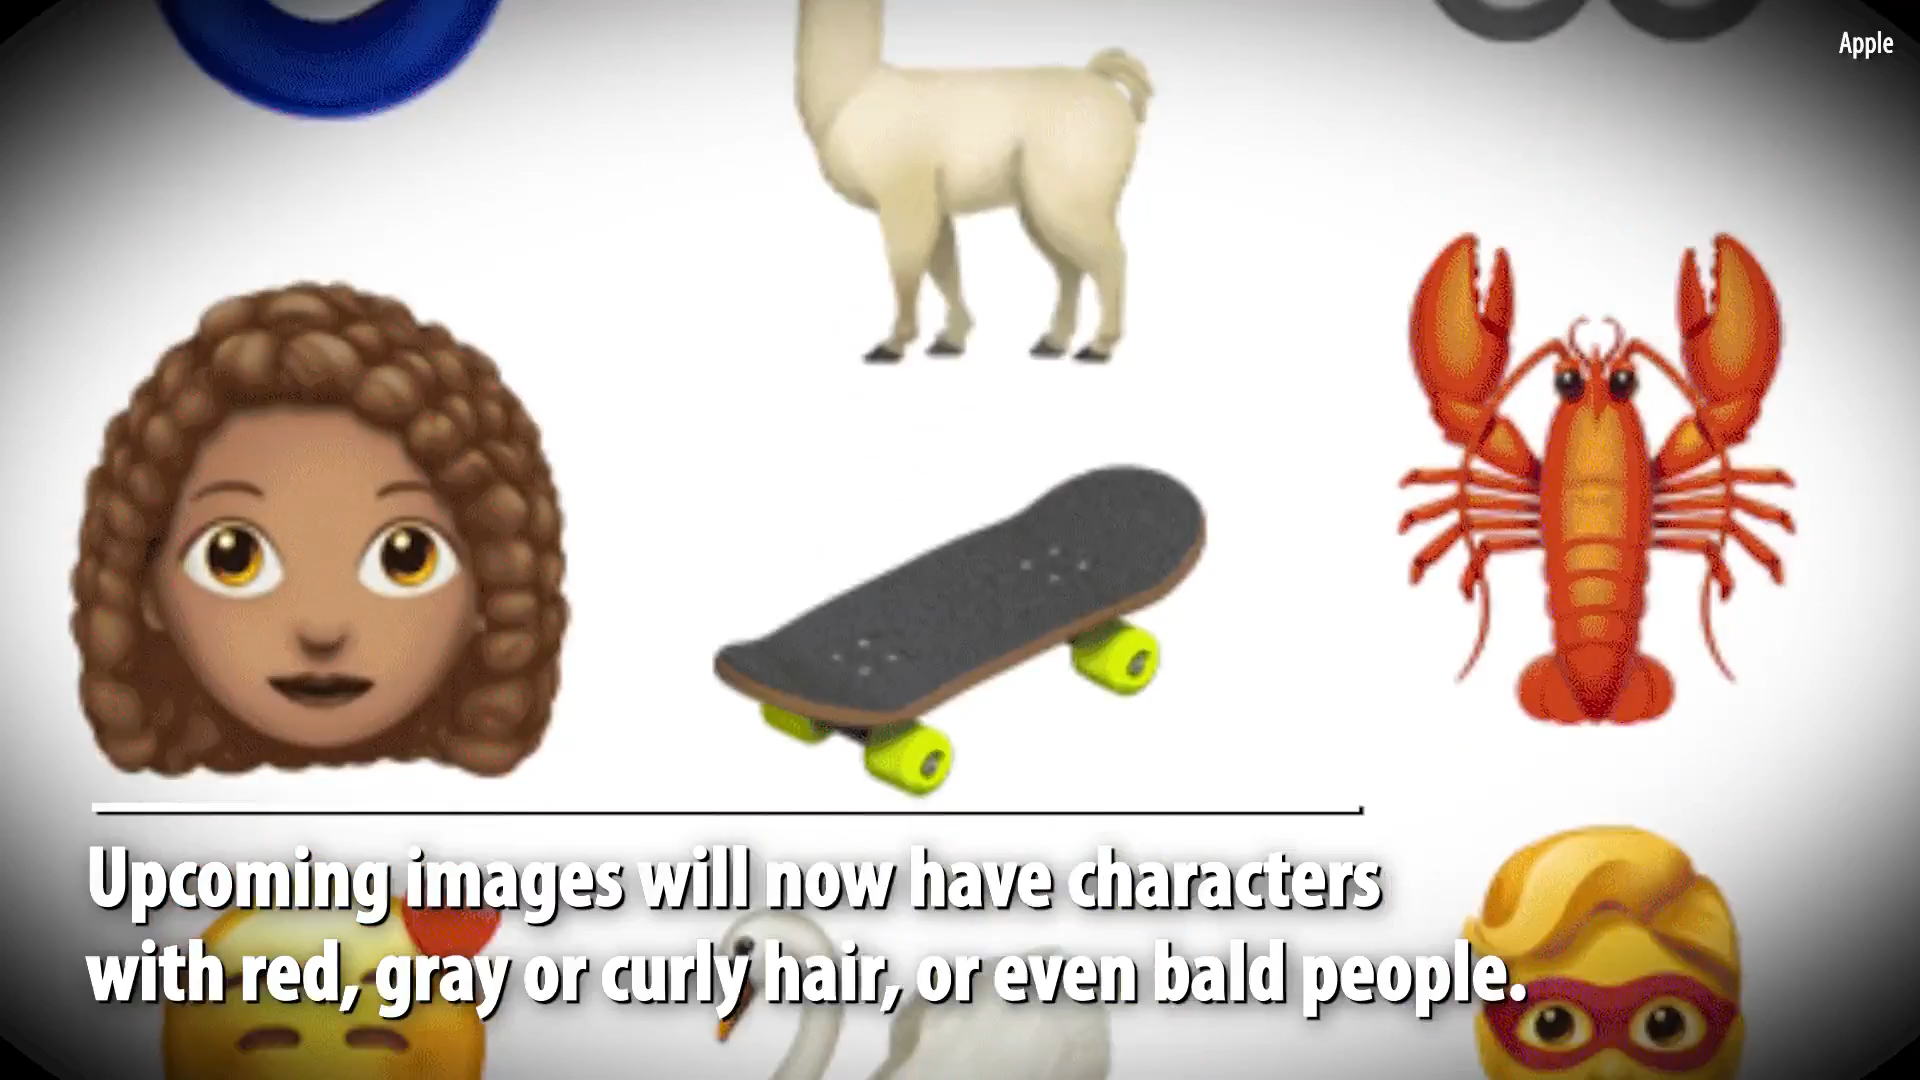 Apple
Upcoming images will now have characters
with red, gray or curly hair, or even bald people.